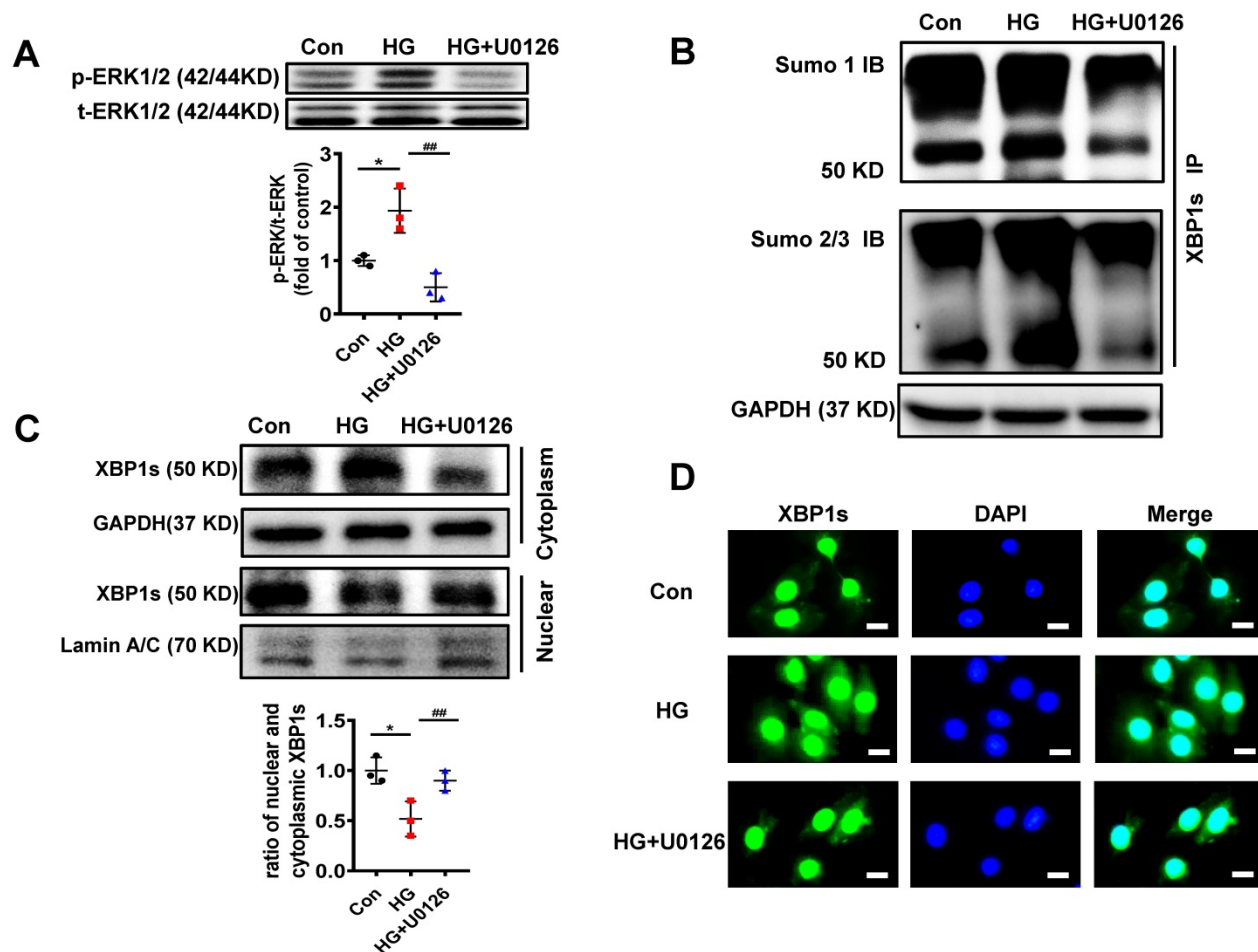 A
Con HG HG+U0126
p-ERK1/2 (42/44KD)
t-ERK1/2 (42/44KD)
p-ERK/t-ERK
(fold of control)
3
2
1
0
* ##
Con HG HG+U0126
B
Con HG HG+U0126
Sumo 1 IB
50 KD
Sumo 2/3 IB
50 KD
GAPDH (37 KD)
XBP1s IP
C
Con HG HG+U0126
XBP1s (50 KD)
GAPDH(37 KD)
Cytoplasm
XBP1s (50 KD)
Lamin A/C (70 KD)
Nuclear
ratio of nuclear and
cytoplasmic XBP1s
1.5
1.0
0.5
0.0
* ##
Con HG HG+U0126
D
XBP1s DAPI Merge
Con
HG
HG+U0126